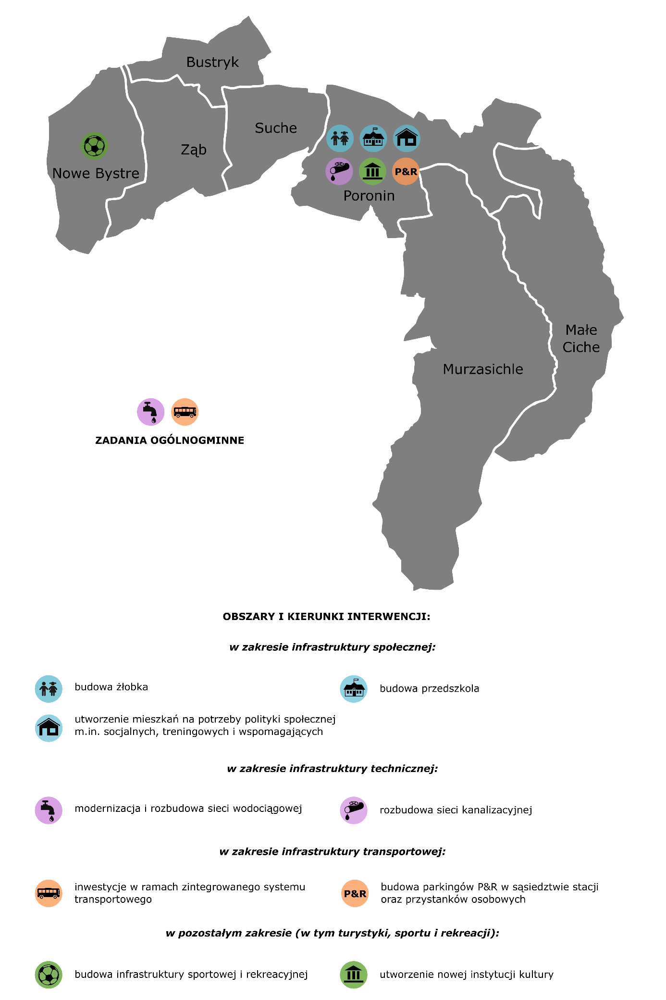 Bustryk
Suche
Ząb
Nowe Bystre
P&R
Poronin
Małe
Ciche
Murzasichle
ZADANIA OGÓLNOGMINNE
OBSZARY I KIERUNKI INTERWENCJI:
w zakresie infrastruktury społecznej:
budowa żłobka
budowa przedszkola
utworzenie mieszkań na potrzeby polityki społecznej
m.in. socjalnych, treningowych i wspomagających
w zakresie infrastruktury technicznej:
modernizacja i rozbudowa sieci wodociągowej
rozbudowa sieci kanalizacyjnej
w zakresie infrastruktury transportowej:
inwestycje w ramach zintegrowanego systemu
transportowego
P&R
budowa parkingów P&R w sąsiedztwie stacji
oraz przystanków osobowych
w pozostałym zakresie (w tym turystyki, sportu i rekreacji):
budowa infrastruktury sportowej i rekreacyjnej
utworzenie nowej instytucji kultury